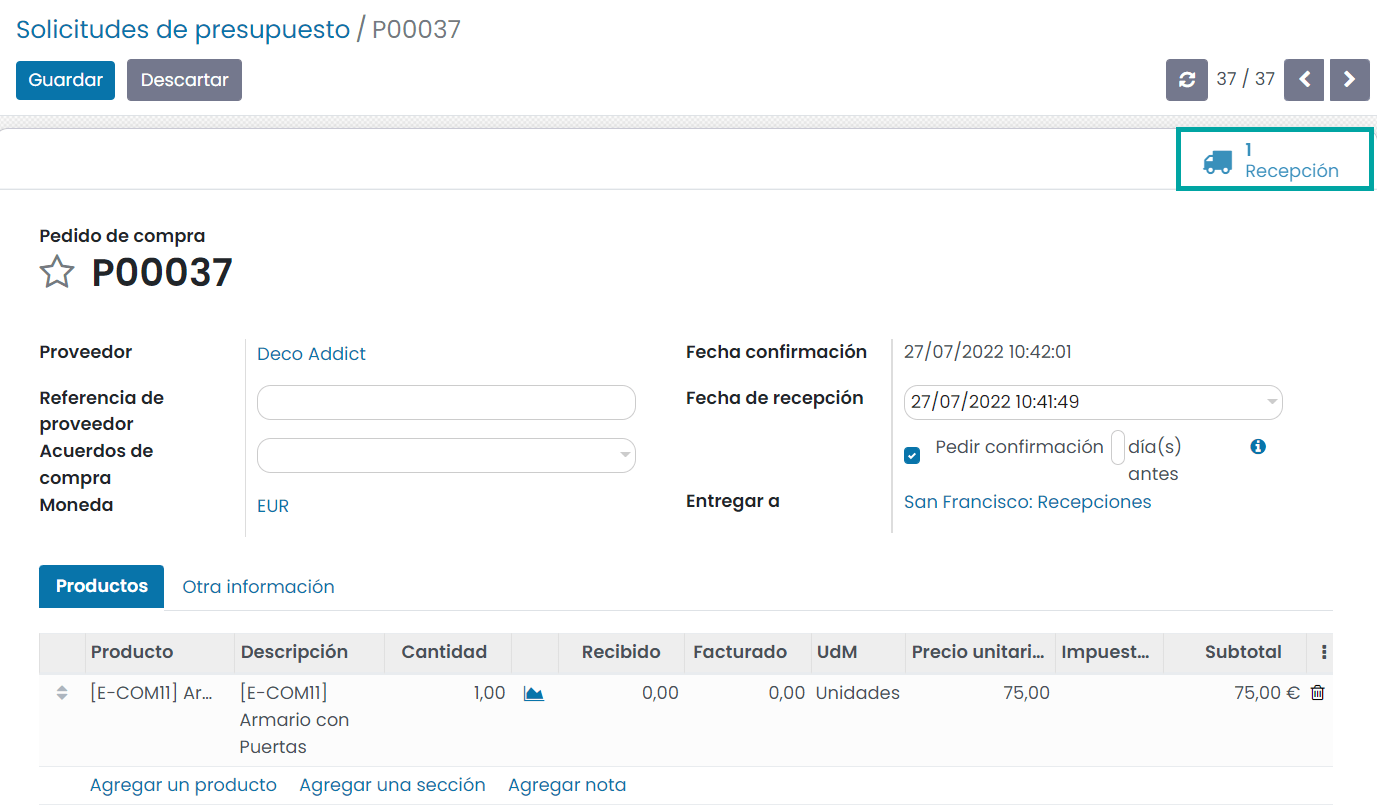 Solicitudes de presupuesto / P00037
Guardar Descartar 37 / 37
1
Recepción
Pedido de compra
P00037
Proveedor Deco Addict Fecha confirmación 27/07/2022 10:42:01
Referencia de Fecha de recepción 27/07/2022 10:41:49
proveedor
Acuerdos de Pedir confirmación día(s)
compra antes
Moneda EUR Entregar a San Francisco: Recepciones
Productos Otra información
Producto Descripción Cantidad Recibido Facturado UdM Precio unitari... Impuest... Subtotal
[E-COM11] Ar... [E-COM11] 1,00 0,00 0,00 Unidades 75,00 75,00 €
Armario con
Puertas
Agregar un producto Agregar una sección Agregar nota